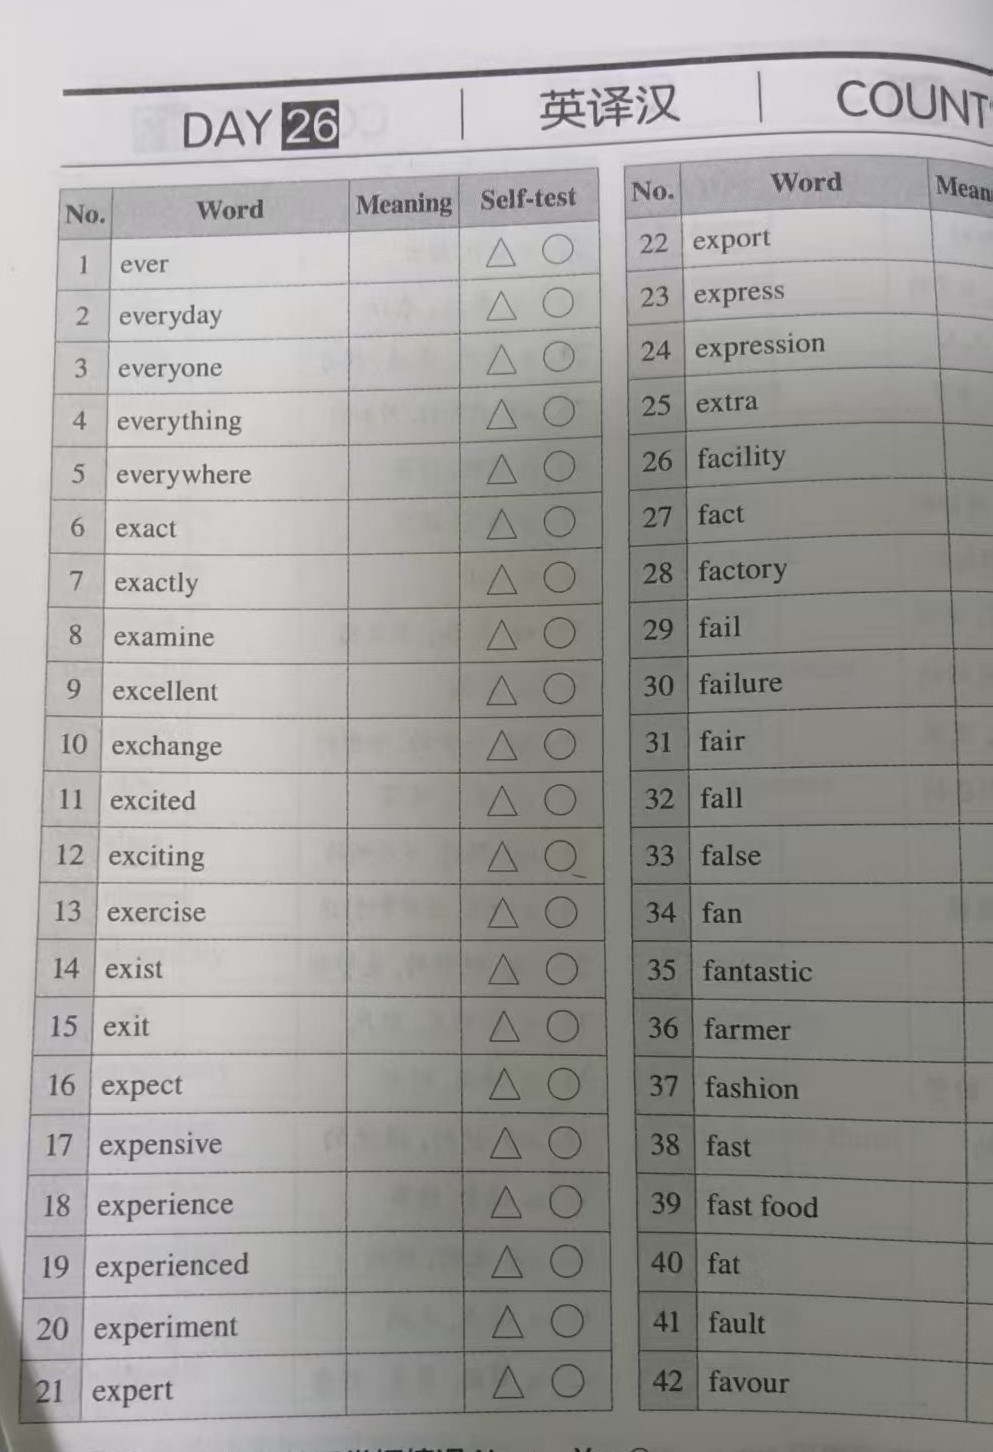 DAY 26 英译汉
No. Word Meaning Self-test
1 ever △ ○
2 everyday △ ○
3 everyone △ ○
4 everything △ ○
5 everywhere △ ○
6 exact △ ○
7 exactly △ ○
8 examine △ ○
9 excellent △ ○
10 exchange △ ○
11 excited △ ○
12 exciting △ ○
13 exercise △ ○
14 exist △ ○
15 exit △ ○
16 expect △ ○
17 expensive △ ○
18 experience △ ○
19 experienced △ ○
20 experiment △ ○
21 expert △ ○
No. Word
22 export
23 express
24 expression
25 extra
26 facility
27 fact
28 factory
29 fail
30 failure
31 fair
32 fall
33 false
34 fan
35 fantastic
36 farmer
37 fashion
38 fast
39 fast food
40 fat
41 fault
42 favour